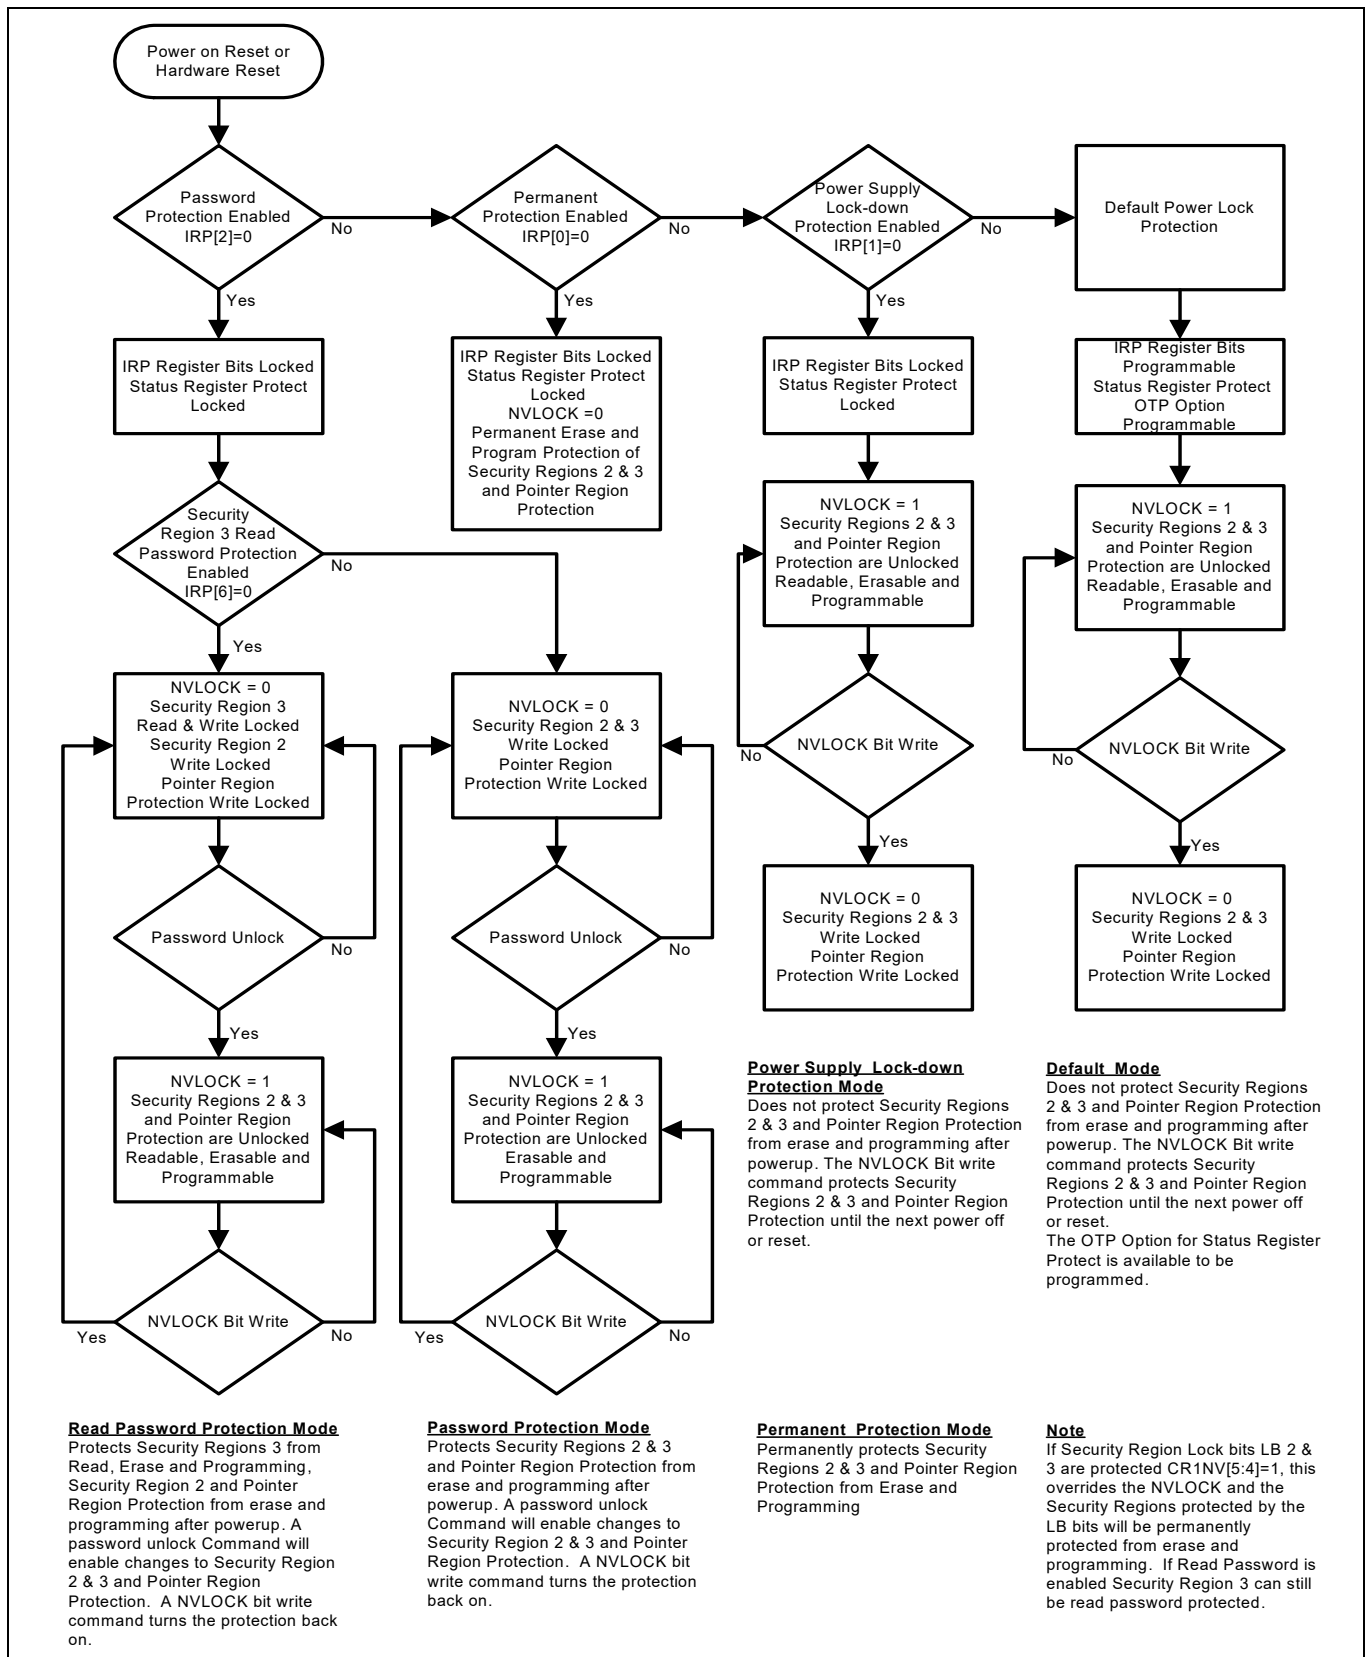 Power on Reset or
Hardware Reset
Password
Protection Enabled
IRP[2]=0
No
Yes
Permanent
Protection Enabled
IRP[0]=0
No
Yes
Power Supply
Lock-down
Protection Enabled
IRP[1]=0
No
Yes
Default Power Lock
Protection
IRP Register Bits Locked
Status Register Protect
Locked
IRP Register Bits Locked
Status Register Protect
Locked
NVLOCK =0
Permanent Erase and
Program Protection of
Security Regions 2 & 3
and Pointer Region
Protection
IRP Register Bits Locked
Status Register Protect
Locked
IRP Register Bits
Programmable
Status Register Protect
OTP Option
Programmable
Security
Region 3 Read
Password Protection
Enabled
IRP[6]=0
No
Yes
NVLOCK = 1
Security Regions 2 & 3
and Pointer Region
Protection are Unlocked
Readable, Erasable and
Programmable
NVLOCK = 1
Security Regions 2 & 3
and Pointer Region
Protection are Unlocked
Readable, Erasable and
Programmable
NVLOCK = 0
Security Region 3
Read & Write Locked
Security Region 2
Write Locked
Pointer Region
Protection Write Locked
NVLOCK = 0
Security Region 2 & 3
Write Locked
Pointer Region
Protection Write Locked
NVLOCK Bit Write
No
Yes
NVLOCK Bit Write
No
Yes
Password Unlock
No
Yes
Password Unlock
No
Yes
NVLOCK = 0
Security Regions 2 & 3
Write Locked
Pointer Region
Protection Write Locked
NVLOCK = 0
Security Regions 2 & 3
Write Locked
Pointer Region
Protection Write Locked
NVLOCK = 1
Security Regions 2 & 3
and Pointer Region
Protection are Unlocked
Readable, Erasable and
Programmable
NVLOCK = 1
Security Regions 2 & 3
and Pointer Region
Protection are Unlocked
Erasable and
Programmable
NVLOCK Bit Write
Yes
No
NVLOCK Bit Write
Yes
No
Power Supply Lock-down
Protection Mode
Does not protect Security Regions
2 & 3 and Pointer Region Protection
from erase and programming after
powerup. The NVLOCK Bit write
command protects Security
Regions 2 & 3 and Pointer Region
Protection until the next power off
or reset.
Default Mode
Does not protect Security Regions
2 & 3 and Pointer Region Protection
from erase and programming after
powerup. The NVLOCK Bit write
command protects Security
Regions 2 & 3 and Pointer Region
Protection until the next power off
or reset.
The OTP Option for Status Register
Protect is available to be
programmed.
Read Password Protection Mode
Protects Security Regions 3 from
Read, Erase and Programming,
Security Region 2 and Pointer
Region Protection from erase and
programming after powerup. A
password unlock Command will
enable changes to Security Region
2 & 3 and Pointer Region
Protection. A NVLOCK bit write
command turns the protection back
on.
Password Protection Mode
Protects Security Regions 2 & 3
and Pointer Region Protection from
erase and programming after
powerup. A password unlock
Command will enable changes to
Security Region 2 & 3 and Pointer
Region Protection. A NVLOCK bit
write command turns the protection
back on.
Permanent Protection Mode
Permanently protects Security
Regions 2 & 3 and Pointer Region
Protection from Erase and
Programming
Note
If Security Region Lock bits LB 2 &
3 are protected CR1NV[5:4]=1, this
overrides the NVLOCK and the
Security Regions protected by the
LB bits will be permanently
protected from erase and
programming. If Read Password is
enabled Security Region 3 can still
be read password protected.